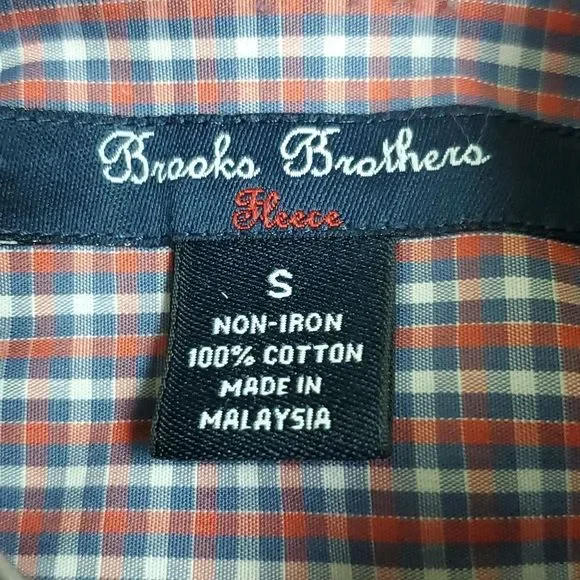 Brooks Brothers
Fleece
S
NON-IRON
100% COTTON
MADE IN
MALAYSIA